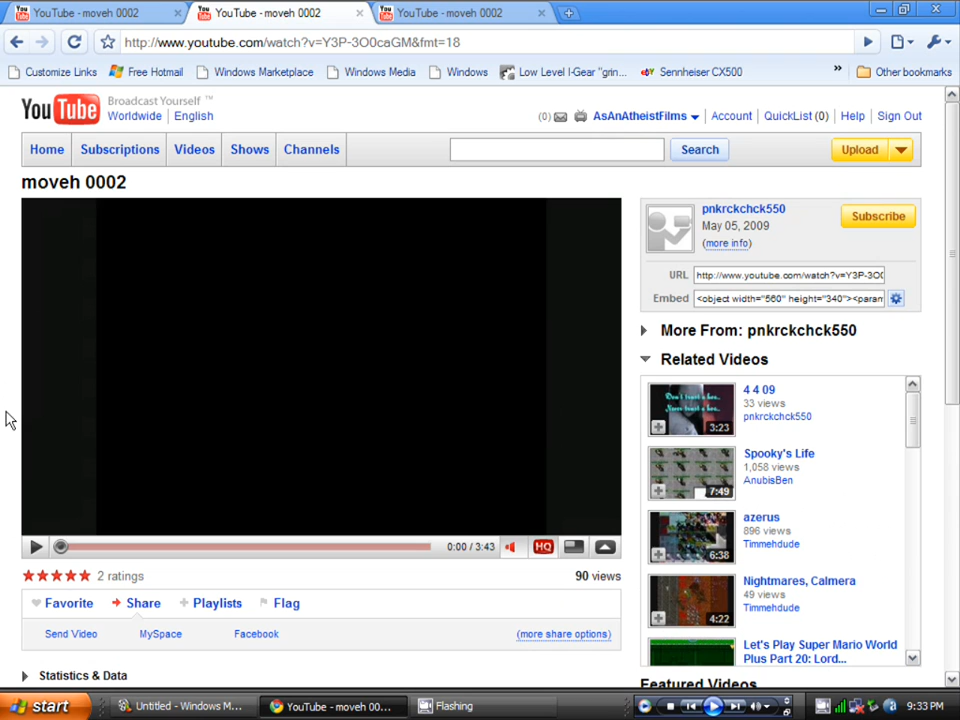 YouTube - moveh 0002
YouTube - moveh 0002
YouTube - moveh 0002
http://www.youtube.com/watch?v=Y3P-3O0caGM&fmt=18
Customize Links
Free Hotmail
Windows Marketplace
Windows Media
Windows
Low Level I-Gear "grin...
Sennheiser CX500
»
Other bookmarks
YouTube
Broadcast Yourself ™
Worldwide
English
(0)
AsAnAtheistFilms
Account
QuickList (0)
Help
Sign Out
Home
Subscriptions
Videos
Shows
Channels
Search
Upload
moveh 0002
pnkrckchck550
May 05, 2009
(more info)
Subscribe
URL
http://www.youtube.com/watch?v=Y3P-3O0
Embed
<object width="560" height="340"><param
More From: pnkrckchck550
Related Videos
3:23
4 4 09
33 views
pnkrckchck550
7:49
Spooky's Life
1,058 views
AnubisBen
6:38
azerus
896 views
Timmehdude
4:22
Nightmares, Calmera
49 views
Timmehdude
Let's Play Super Mario World
Plus Part 20: Lord...
Featured Videos
0:00 / 3:43
HQ
2 ratings
90 views
Favorite
Share
Playlists
Flag
Send Video
MySpace
Facebook
(more share options)
Statistics & Data
start
Untitled - Windows M...
YouTube - moveh 00...
Flashing
9:33 PM